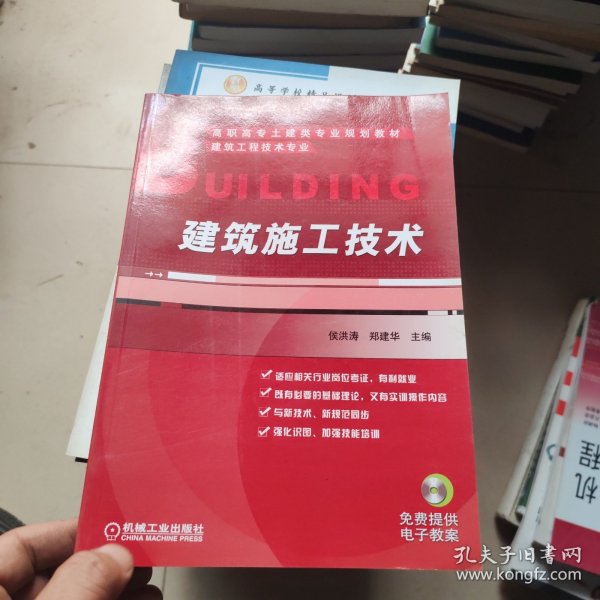 高等学校精品
高职高专土建类专业规划教材
建筑工程技术专业
BUILDING
建筑施工技术
侯洪涛 郑建华 主编
适应相关行业岗位考证，有利就业
既有必要的基础理论，又有实训操作内容
与新技术、新规范同步
强化识图、加强技能培训
免费提供
电子教案
机械工业出版社
CHINA MACHINE PRESS
机
程
孔夫子旧书网
www.kongfz.com